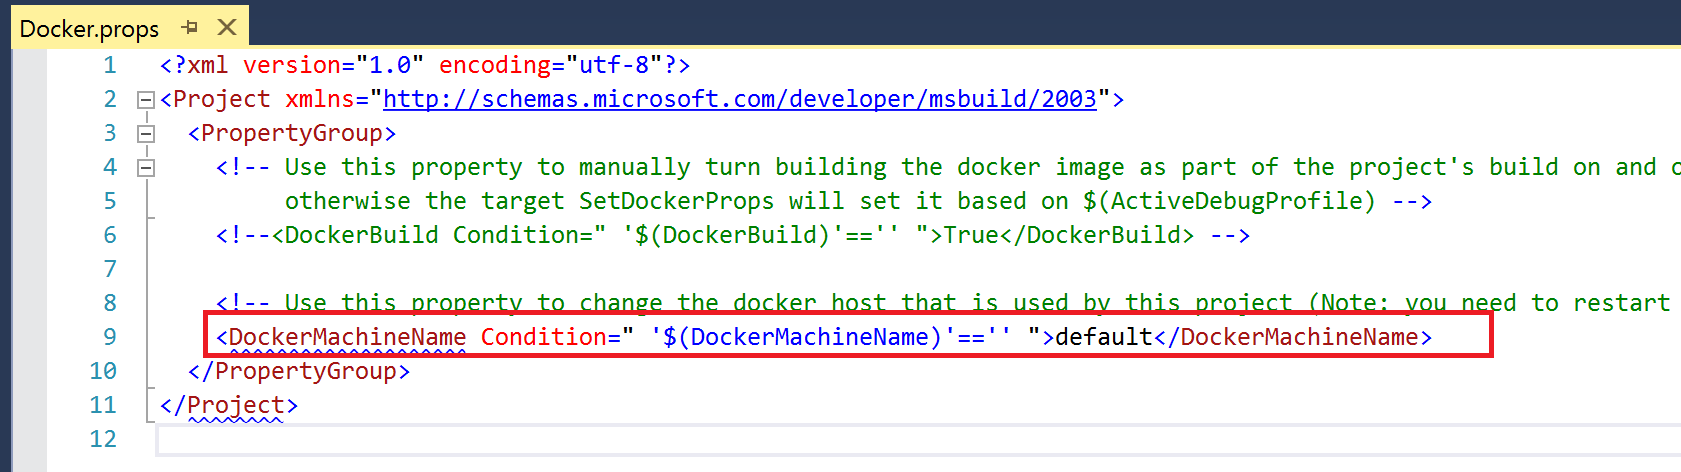 Docker.props
1 <?xml version="1.0" encoding="utf-8"?>
2 <Project xmlns="http://schemas.microsoft.com/developer/msbuild/2003">
3 <PropertyGroup>
4 <!-- Use this property to manually turn building the docker image as part of the project's build on and
5 otherwise the target SetDockerProps will set it based on $(ActiveDebugProfile) -->
6 <!--<DockerBuild Condition=" '$(DockerBuild)'=='' ">True</DockerBuild> -->
7
8 <!-- Use this property to change the docker host that is used by this project (Note: you need to restart
9 <DockerMachineName Condition=" '$(DockerMachineName)'=='' ">default</DockerMachineName>
10 </PropertyGroup>
11 </Project>
12